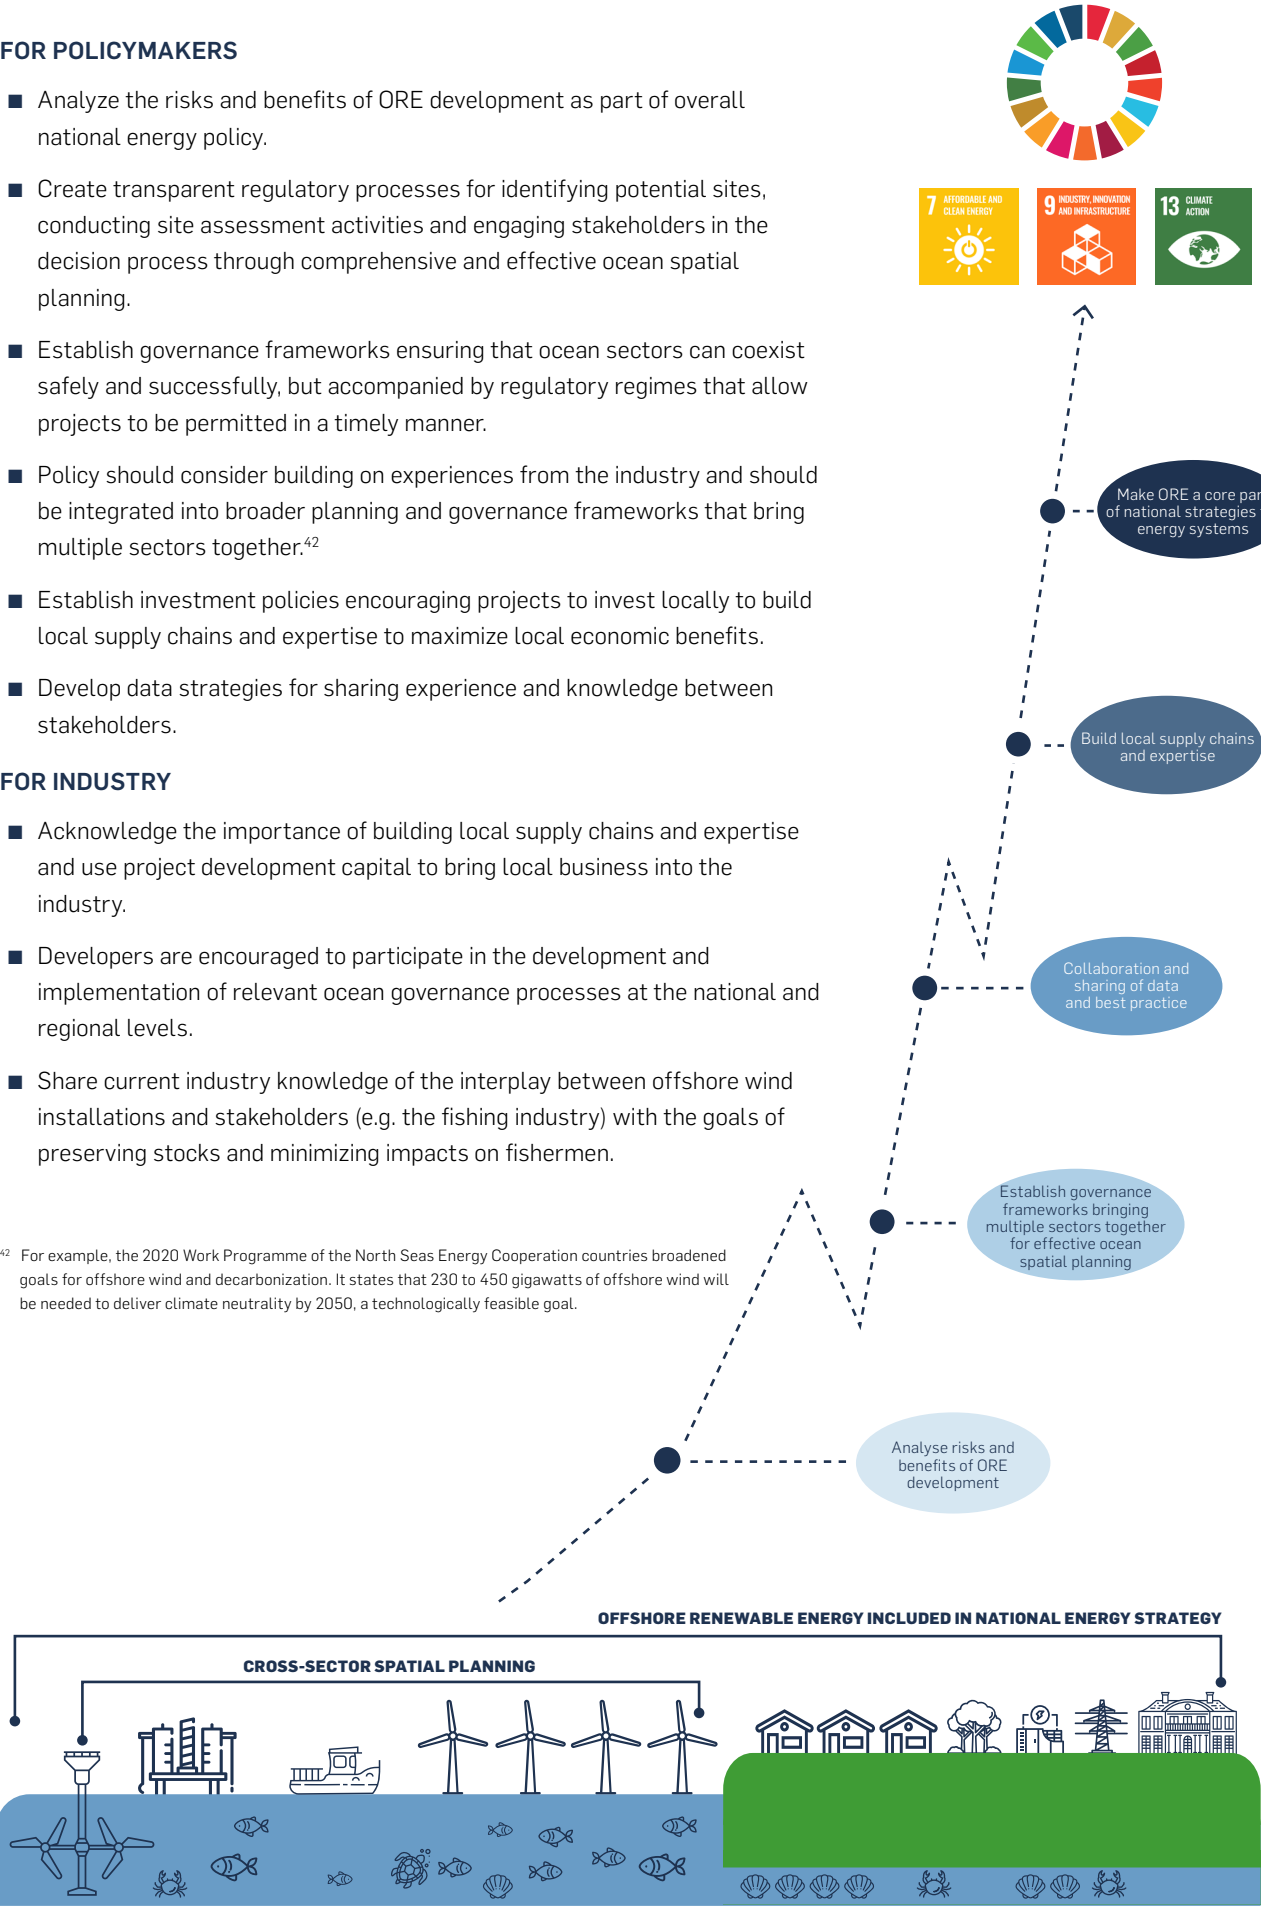 FOR POLICYMAKERS
■ Analyze the risks and benefits of ORE development as part of overall
national energy policy.
■ Create transparent regulatory processes for identifying potential sites,
conducting site assessment activities and engaging stakeholders in the
decision process through comprehensive and effective ocean spatial
planning.
■ Establish governance frameworks ensuring that ocean sectors can coexist
safely and successfully, but accompanied by regulatory regimes that allow
projects to be permitted in a timely manner.
■ Policy should consider building on experiences from the industry and should
be integrated into broader planning and governance frameworks that bring
multiple sectors together.42
■ Establish investment policies encouraging projects to invest locally to build
local supply chains and expertise to maximize local economic benefits.
■ Develop data strategies for sharing experience and knowledge between
stakeholders.
FOR INDUSTRY
■ Acknowledge the importance of building local supply chains and expertise
and use project development capital to bring local business into the
industry.
■ Developers are encouraged to participate in the development and
implementation of relevant ocean governance processes at the national and
regional levels.
■ Share current industry knowledge of the interplay between offshore wind
installations and stakeholders (e.g. the fishing industry) with the goals of
preserving stocks and minimizing impacts on fishermen.
42 For example, the 2020 Work Programme of the North Seas Energy Cooperation countries broadened
goals for offshore wind and decarbonization. It states that 230 to 450 gigawatts of offshore wind will
be needed to deliver climate neutrality by 2050, a technologically feasible goal.
7 AFFORDABLE AND
CLEAN ENERGY
9 INDUSTRY, INNOVATION
AND INFRASTRUCTURE
13 CLIMATE
ACTION
Make ORE a core par
of national strategies
energy systems
Build local supply chains
and expertise
Collaboration and
sharing of data
and best practice
Establish governance
frameworks bringing
multiple sectors together
for effective ocean
spatial planning
Analyse risks and
benefits of ORE
development
OFFSHORE RENEWABLE ENERGY INCLUDED IN NATIONAL ENERGY STRATEGY
CROSS-SECTOR SPATIAL PLANNING